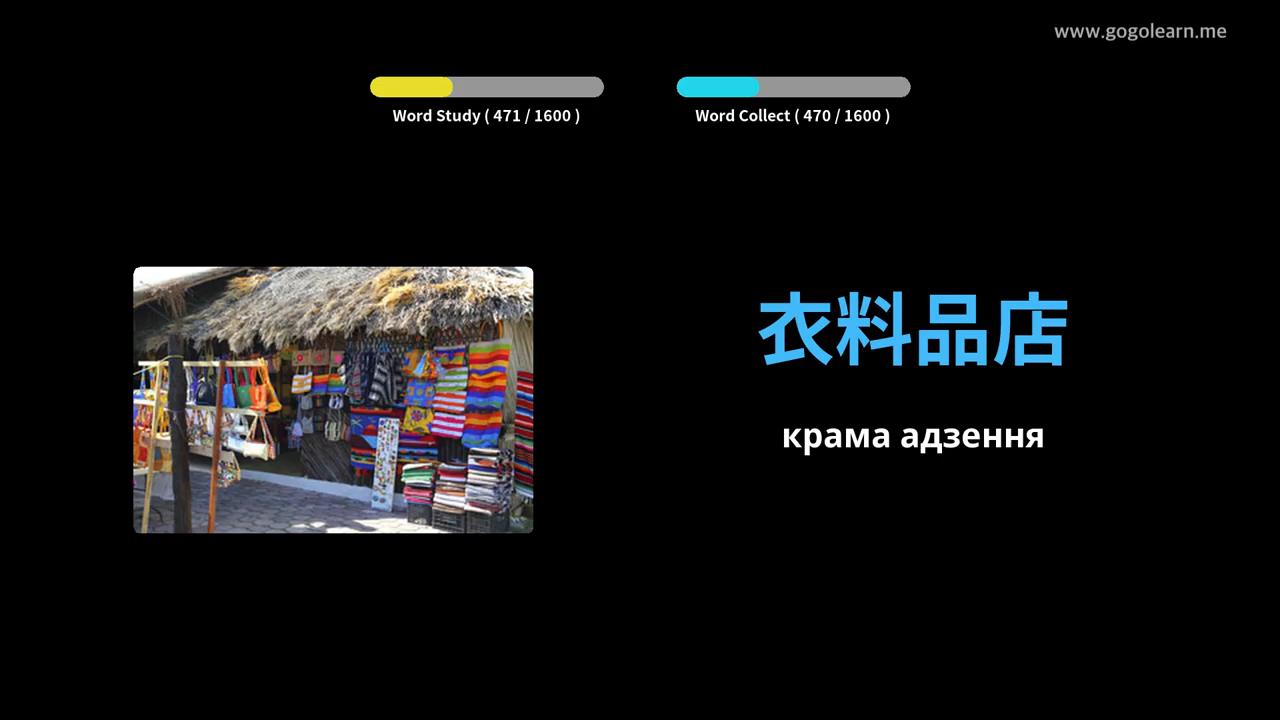 www.gogolearn.me
Word Study ( 471 / 1600 )
Word Collect ( 470 / 1600 )
衣料品店
крама адзення